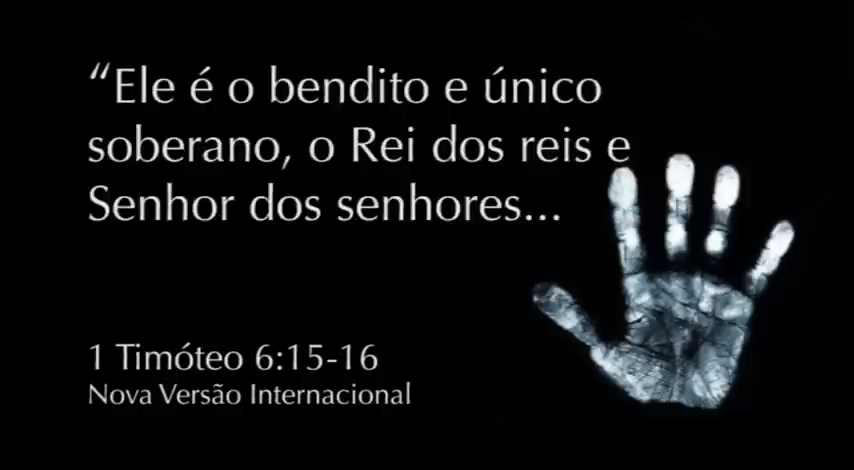 “Ele é o bendito e único
soberano, o Rei dos reis e
Senhor dos senhores...
1 Timóteo 6:15-16
Nova Versão Internacional